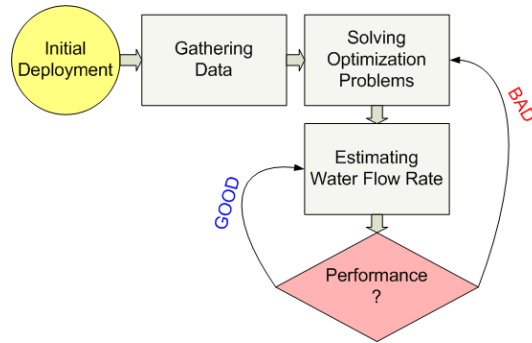 Initial
Deployment
Gathering
Data
Solving
Optimization
Problems
Estimating
Water Flow Rate
Performance
?
GOOD
BAD